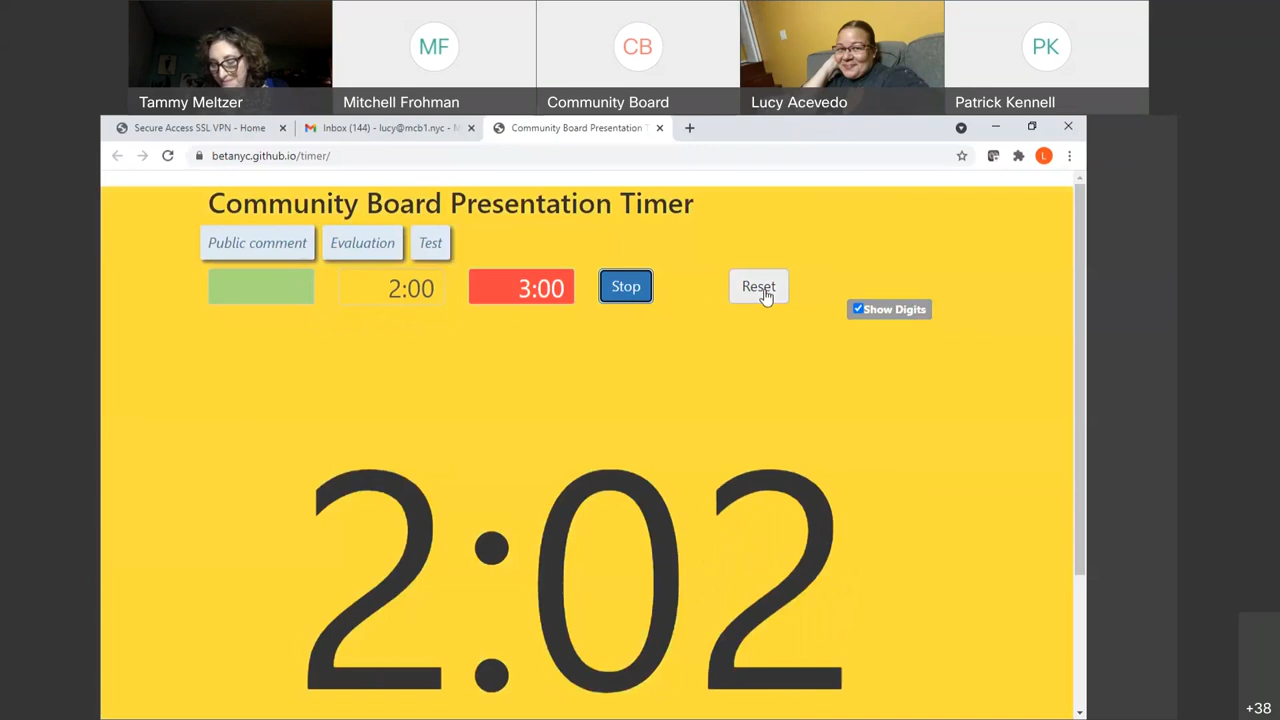 MF
CB
PK
Tammy Meltzer
Mitchell Frohman
Community Board
Lucy Acevedo
Patrick Kennell
Secure Access SSL VPN - Home
Inbox (144) - lucy@mcb1.nyc -
Community Board Presentation
betanyc.github.io/timer/
L
Community Board Presentation Timer
Public comment
Evaluation
Test
2:00
3:00
Stop
Reset
Show Digits
2:02
+38